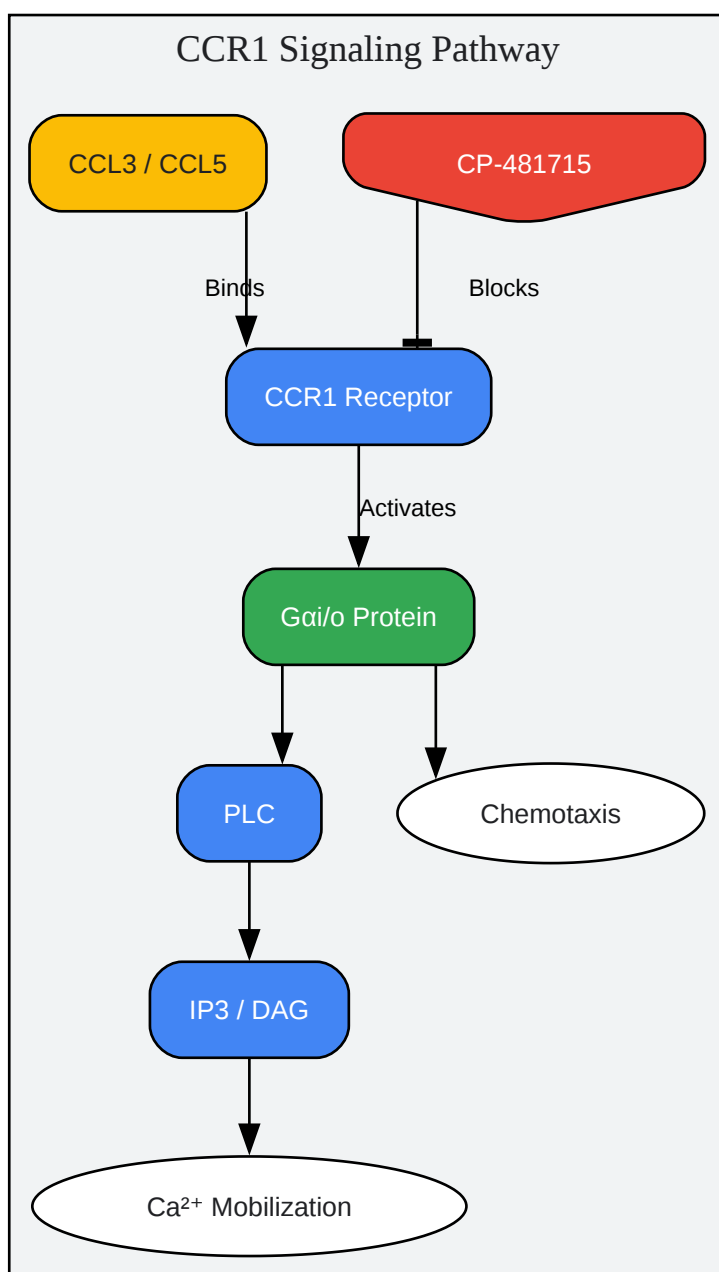 CCR1 Signaling Pathway
CCL3 / CCL5
CP-481715
Binds
Blocks
CCR1 Receptor
Activates
Gαi/o Protein
PLC
Chemotaxis
IP3 / DAG
Ca²⁺ Mobilization